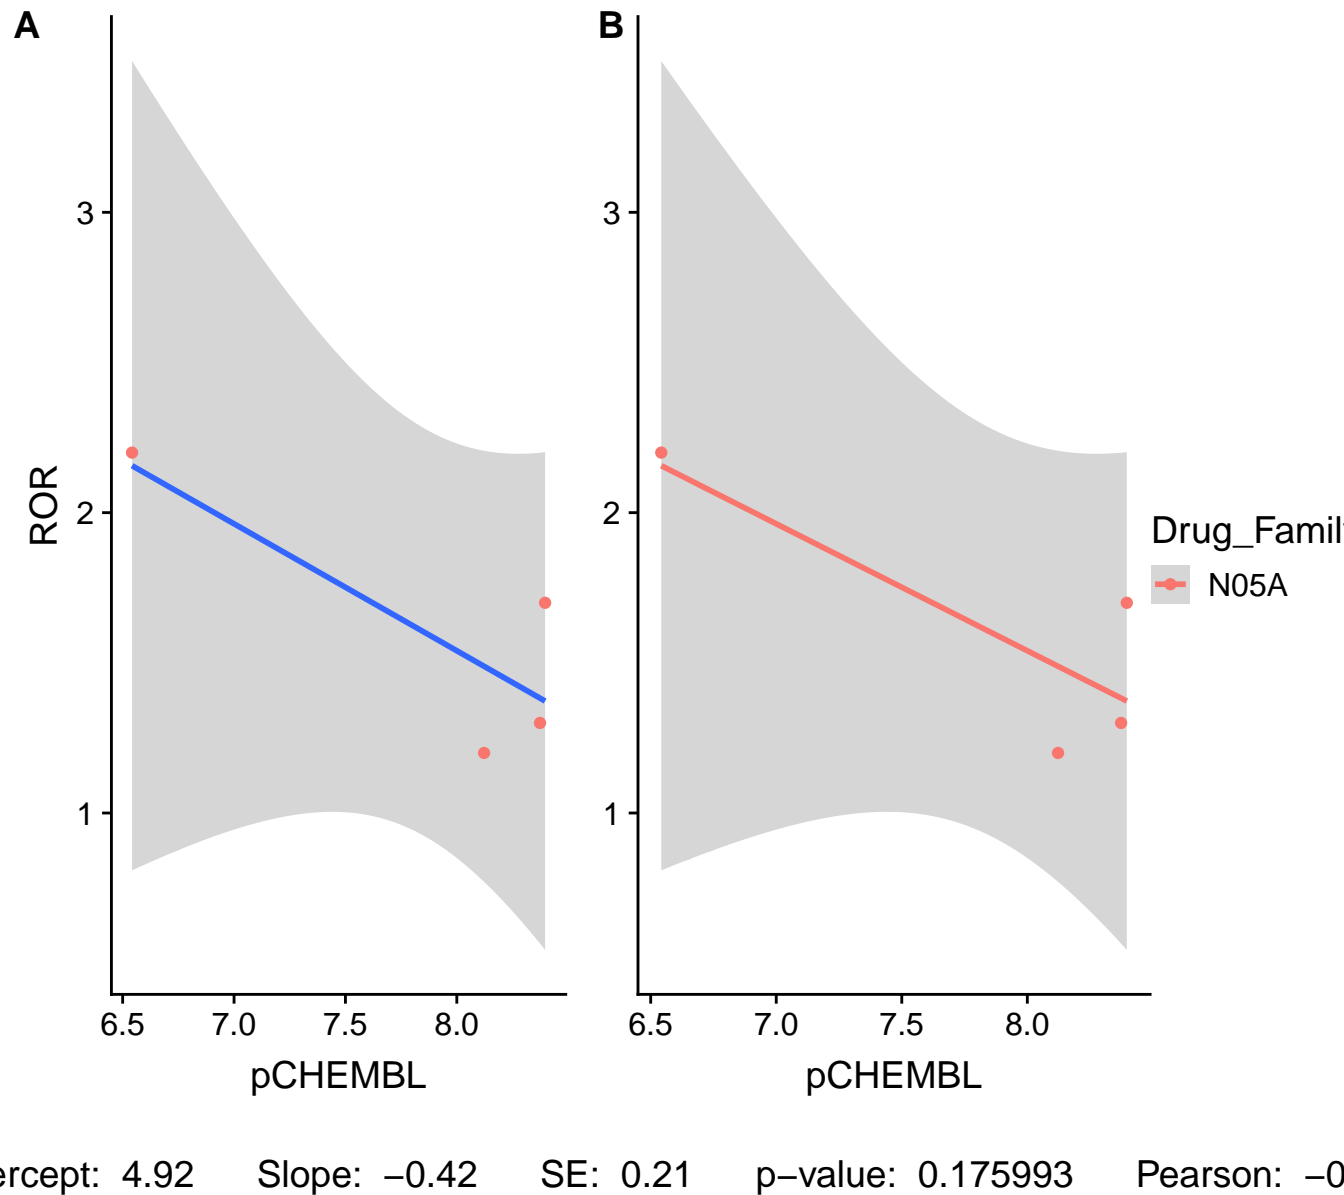 A B
3 3
ROR
2 2
Drug_Famil
N05A
1 1
6.5 7.0 7.5 8.0 6.5 7.0 7.5 8.0
pCHEMBL pCHEMBL
ercept: 4.92 Slope: −0.42 SE: 0.21 p−value: 0.175993 Pearson: −0